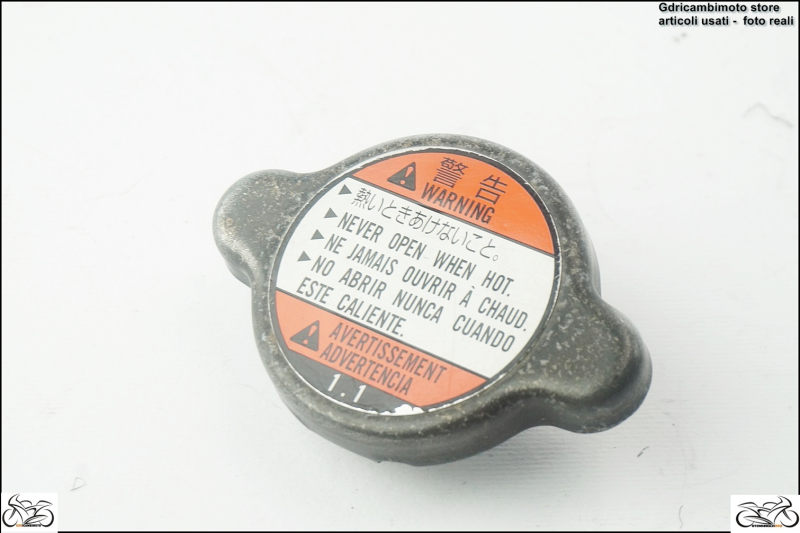 Gdricambimoto store
articoli usati - foto reali
警告
WARNING
▶熱いときあけないこと。
▶NEVER OPEN WHEN HOT.
▶NE JAMAIS OUVRIR À CHAUD.
▶NO ABRIR NUNCA CUANDO
ESTE CALIENTE.
AVERTISSEMENT
ADVERTENCIA
1.1